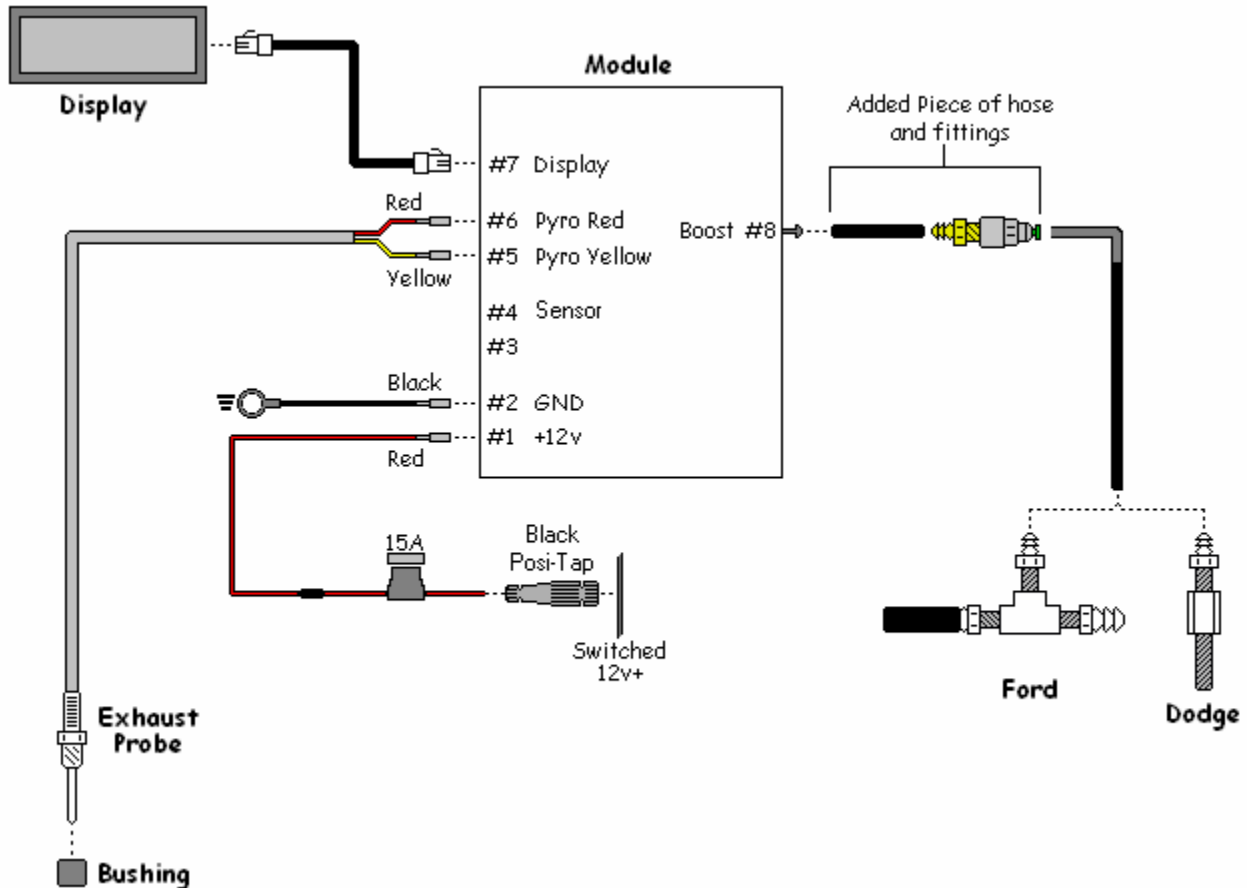 Display
Module
Added Piece of hose
and fittings
#7 Display
Red
#6 Pyro Red
Boost #8
#5 Pyro Yellow
Yellow
#4 Sensor
#3
Black
#2 GND
#1 +12v
Red
15A
Black
Posi-Tap
Switched
12v+
Ford
Dodge
Exhaust
Probe
Bushing